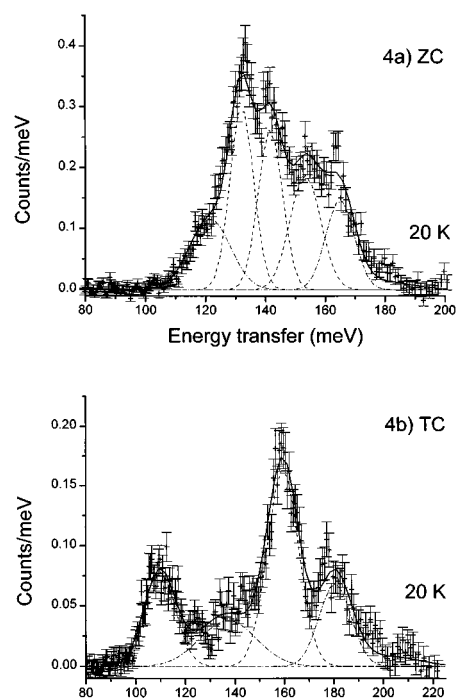 4a) ZC
0.4
0.3
Counts/meV
0.2
20 K
0.1
0.0
80 100 120 140 160 180 200
Energy transfer (meV)
4b) TC
0.20
0.15
Counts/meV
0.10
20 K
0.05
0.00
80 100 120 140 160 180 200 220